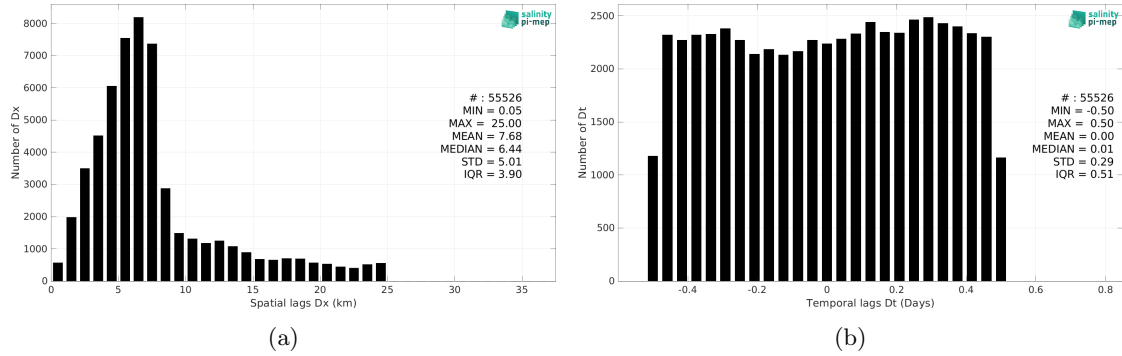 8000
7000
6000
5000
4000
3000
2000
1000
0
Number of Dx
0 5 10 15 20 25 30 35
Spatial lags Dx (km)
salinity
pi-mep
# : 55526
MIN = 0.05
MAX = 25.00
MEAN = 7.68
MEDIAN = 6.44
STD = 5.01
IQR = 3.90
(a)
2500
2000
1500
1000
500
0
Number of Dt
-0.4 -0.2 0 0.2 0.4 0.6 0.8
Temporal lags Dt (Days)
salinity
pi-mep
# : 55526
MIN = -0.50
MAX = 0.50
MEAN = 0.00
MEDIAN = 0.01
STD = 0.29
IQR = 0.51
(b)